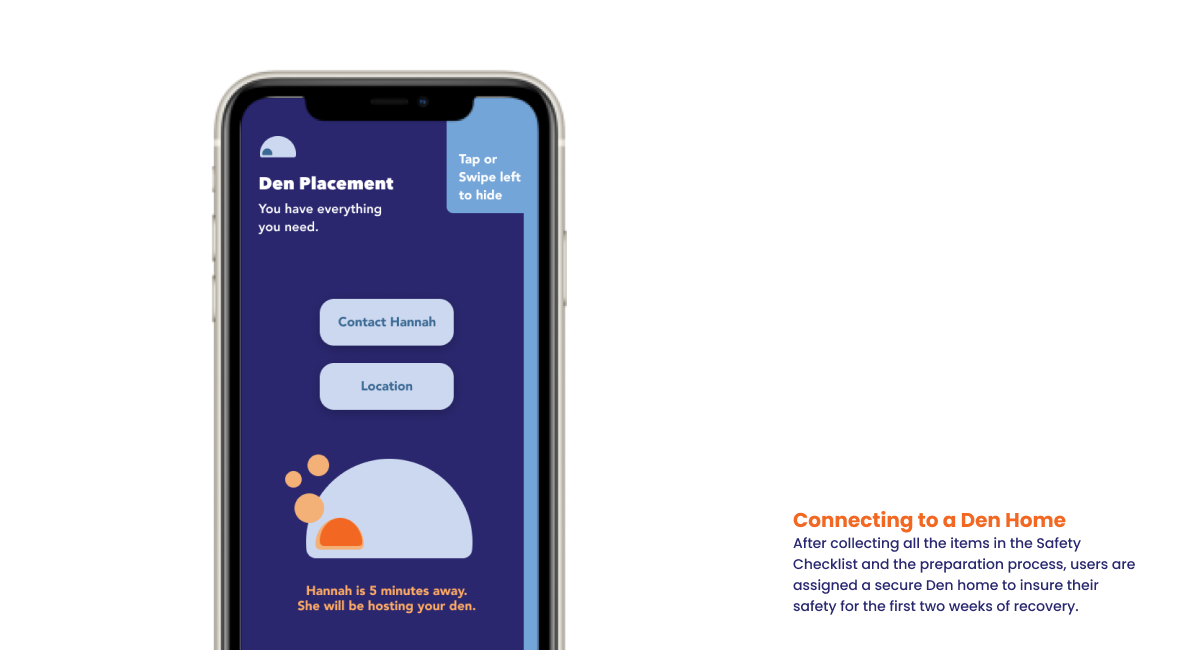 Den Placement
You have everything
you need.
Tap or
Swipe left
to hide
Contact Hannah
Location
Hannah is 5 minutes away.
She will be hosting your den.
Connecting to a Den Home
After collecting all the items in the Safety
Checklist and the preparation process, users are
assigned a secure Den home to insure their
safety for the first two weeks of recovery.